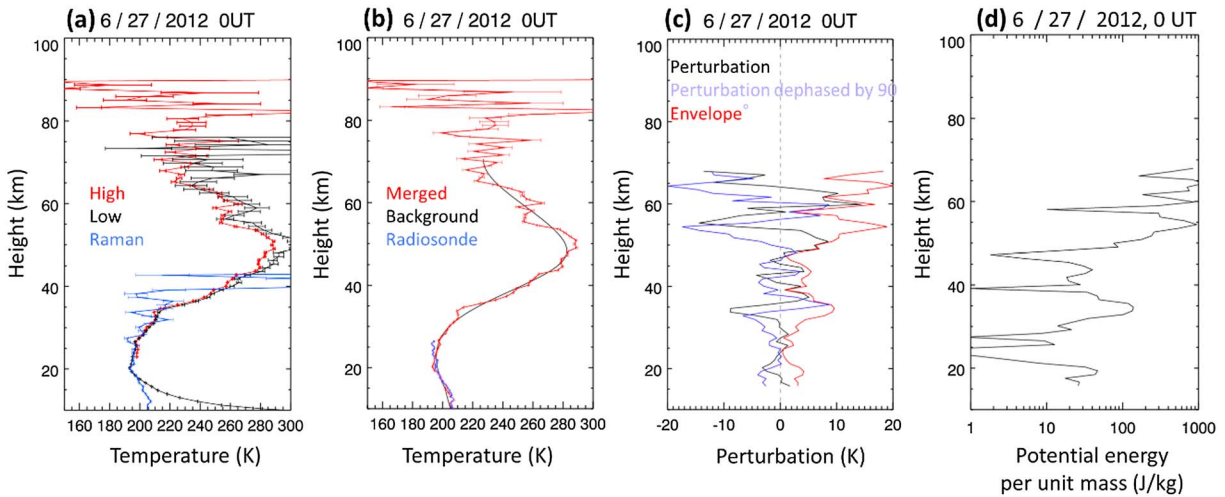 (a) 6 / 27 / 2012 0UT
100
80
60
40
20
Height (km)
High
Low
Raman
160 180 200 220 240 260 280 300
Temperature (K)
(b) 6 / 27 / 2012 0UT
100
80
60
40
20
Height (km)
Merged
Background
Radiosonde
160 180 200 220 240 260 280 300
Temperature (K)
(c) 6 / 27 / 2012 0UT
100
80
60
40
20
Height (km)
Perturbation
Perturbation dephased by 90
Envelope°
-20 -10 0 10 20
Perturbation (K)
(d) 6 / 27 / 2012, 0 UT
100
80
60
40
20
Height (km)
1 10 100 1000
Potential energy
per unit mass (J/kg)